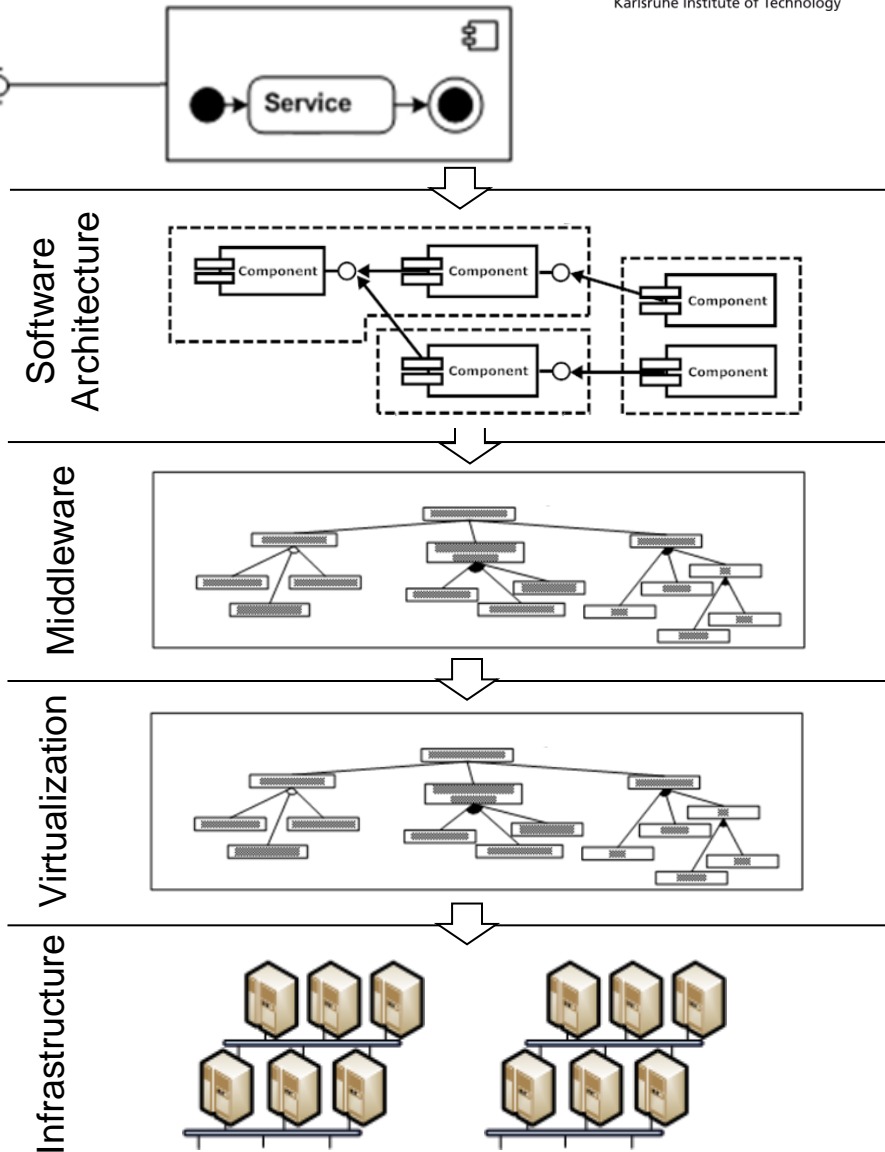 Karlsruhe Institute of Technology
Service
Software
Architecture
Component
Component
Component
Component
Component
Middleware
Virtualization
Infrastructure